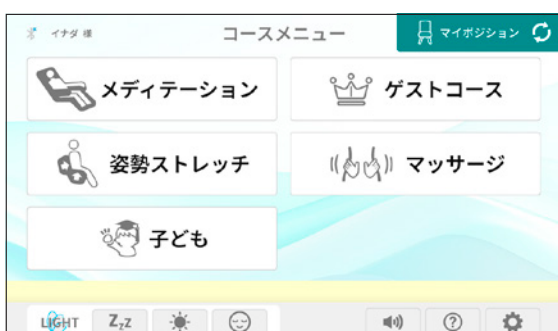 イナダ 様
コースメニュー
マイポジション
メディテーション
ゲストコース
姿勢ストレッチ
マッサージ
子ども
LIGHT
ZzZ
?